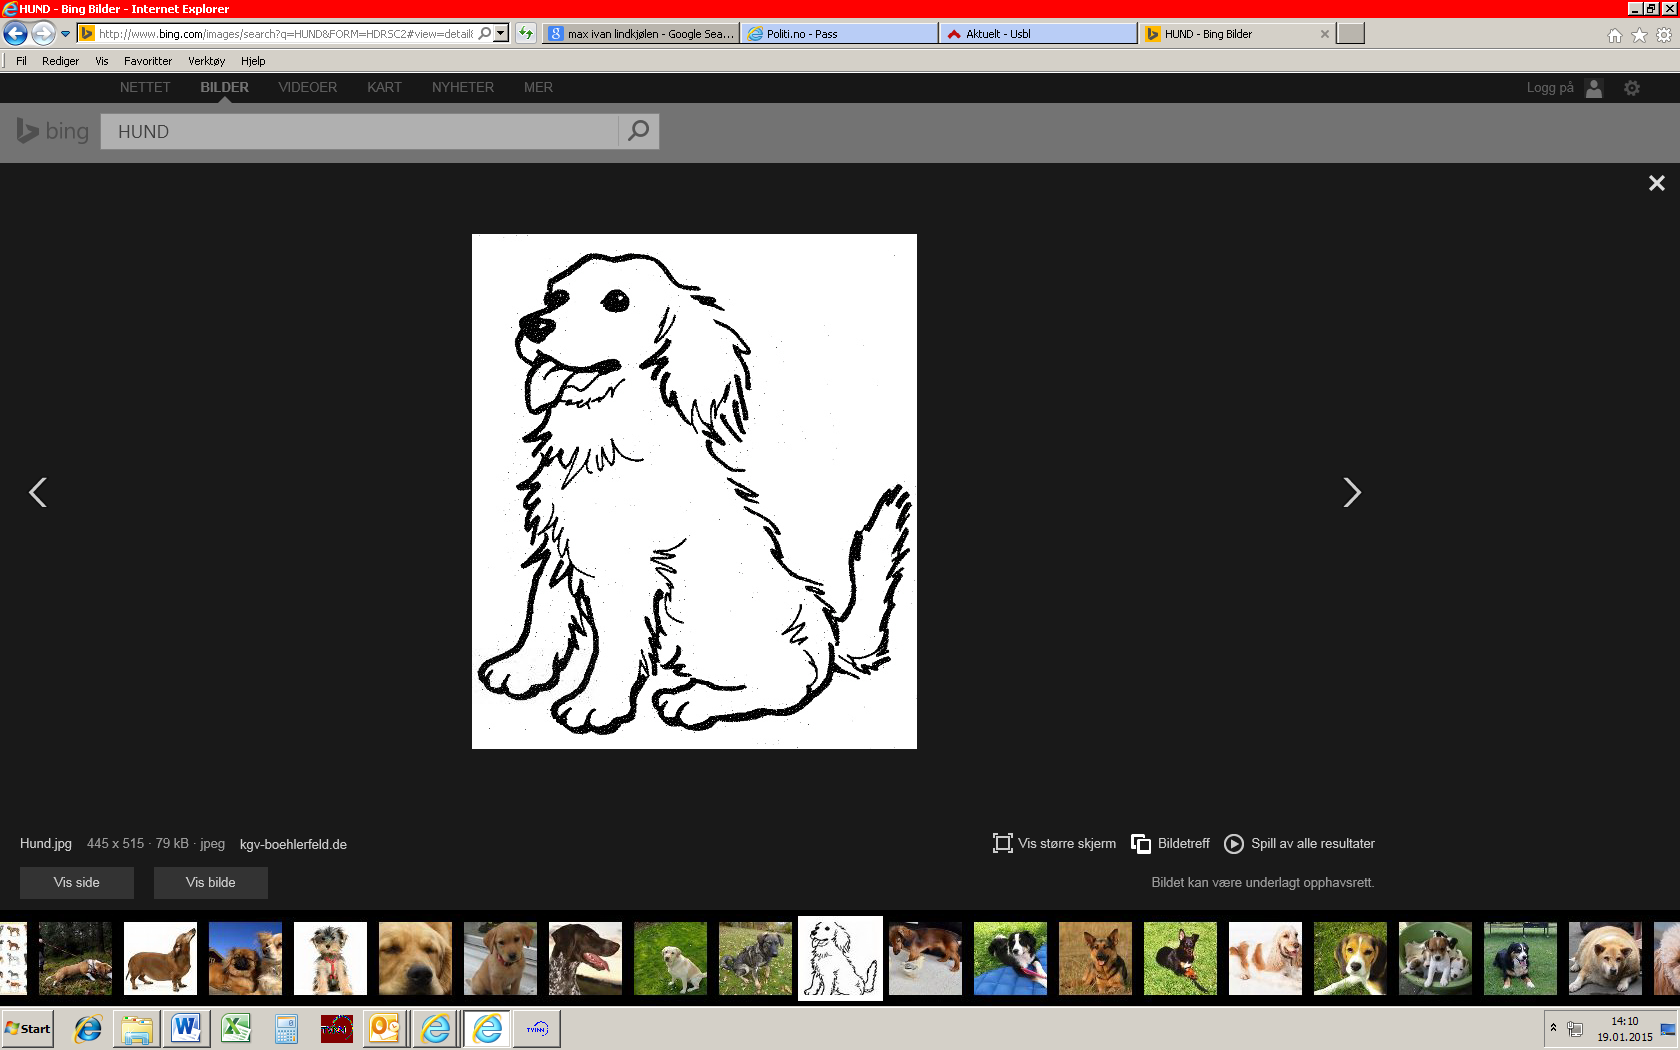 HUND - Bing Bilder - Internet Explorer
http://www.bing.com/images/search?q=HUND&FORM=HDRSC2#view=detail&
max ivan lindkjølen - Google Sea...
Politi.no - Pass
Aktuelt - Usbl
HUND - Bing Bilder
Fil Rediger Vis Favoritter Verktøy Hjelp
NETTET BILDER VIDEOER KART NYHETER MER
Logg på
bing
HUND
Hund.jpg 445 x 515 · 79 kB · jpeg kgv-boehlerfeld.de
Vis større skjerm Bildetreff Spill av alle resultater
Vis side Vis bilde
Bildet kan være underlagt opphavsrett.
Start
TVINN
14:10
19.01.2015